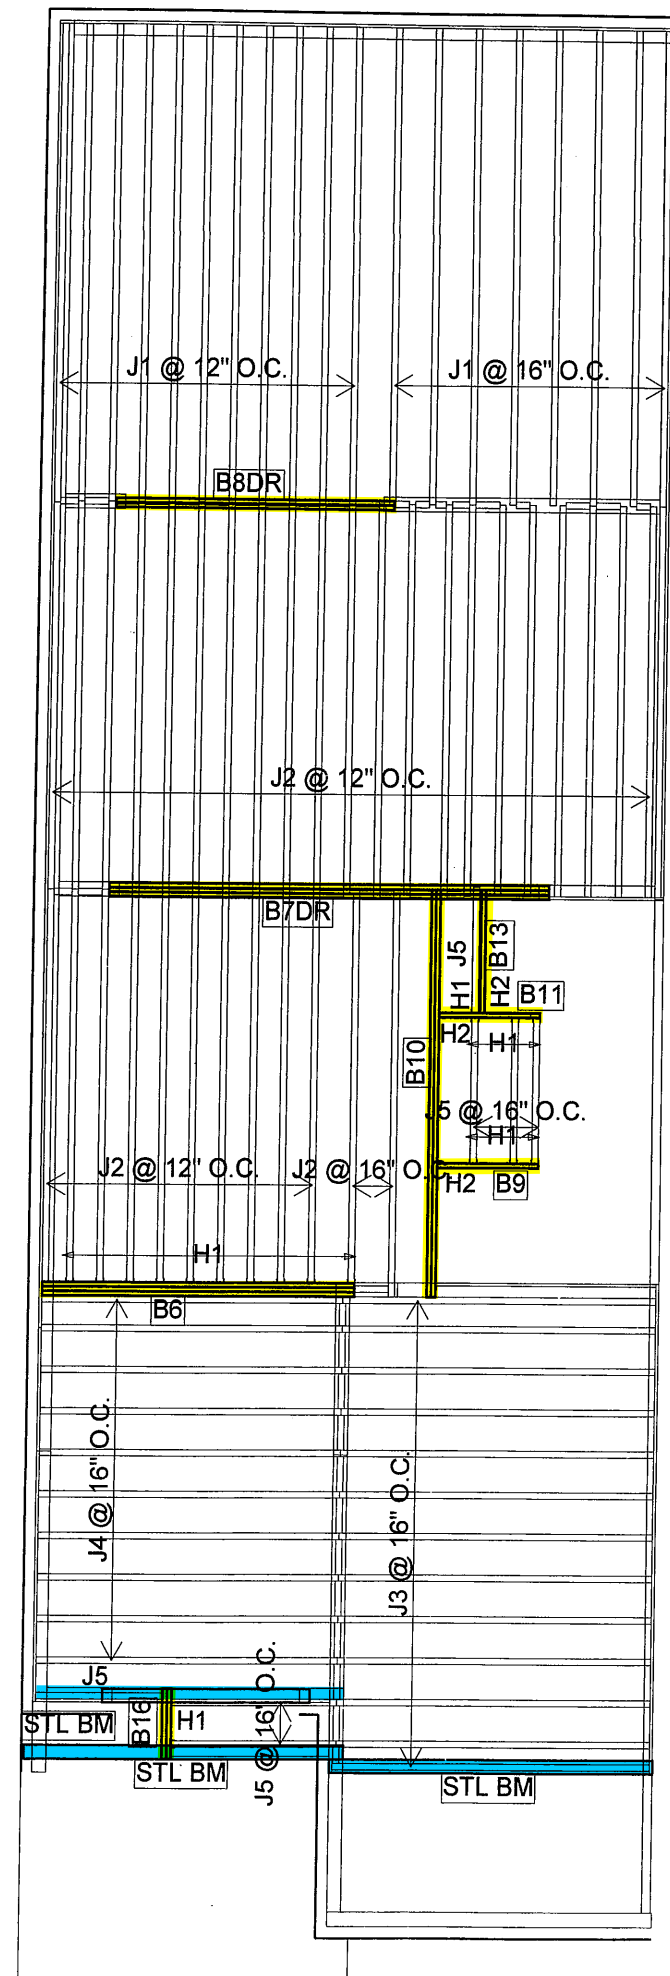 J1 @ 12" O.C.
J1 @ 16" O.C.
B8DR
J2 @ 12" O.C.
B7DR
J5
B13
H1
H2
B11
H2
H1
B10
J5 @ 16" O.C.
H1
J2 @ 12" O.C.
J2 @ 16" O.C.
H2
B9
H1
B6
J4 @ 16" O.C.
J3 @ 16" O.C.
J5
STL BM
B16
H1
J5 @ 16" O.C.
STL BM
STL BM